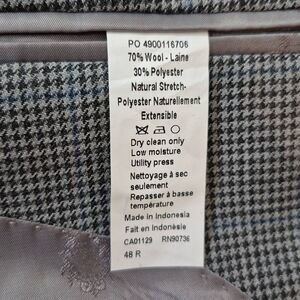 PO 4900116706
70% Wool - Laine
30% Polyester
Natural Stretch-
Polyester Naturellement
Extensible
Dry clean only
Low moisture
Utility press
Nettoyage à sec
seulement
Repasser à basse
température
Made in Indonesia
Fait en Indonésie
CA01129 RN90736
48 R